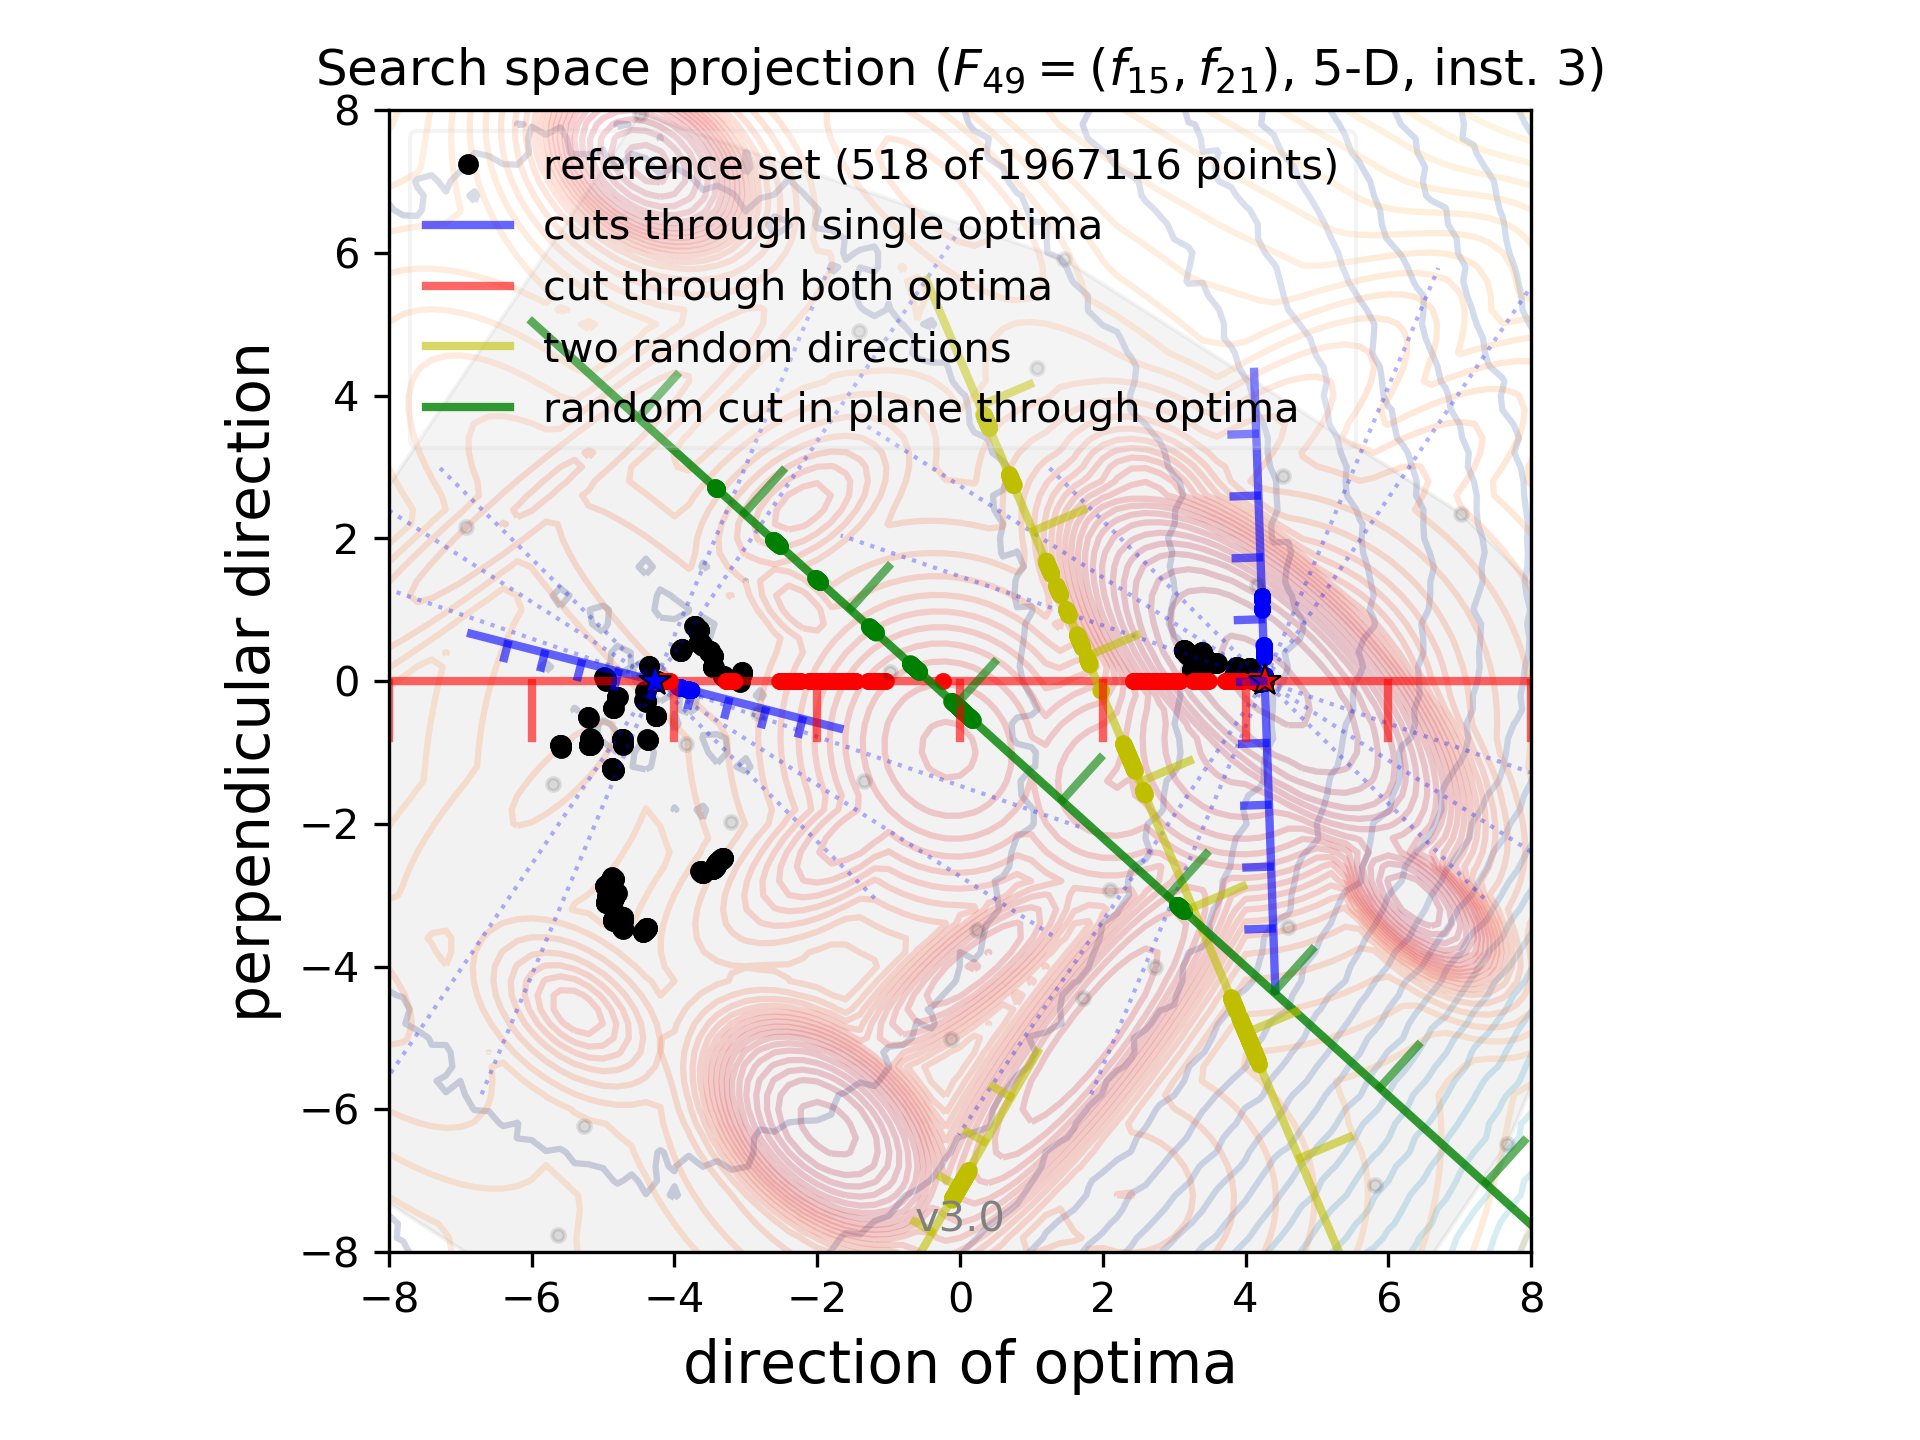 Search space projection (F49 = (f15, f21), 5-D, inst. 3)
8
6
4
2
0
−2
−4
−6
−8
perpendicular direction
reference set (518 of 1967116 points)
cuts through single optima
cut through both optima
two random directions
random cut in plane through optima
v3.0
−8 −6 −4 −2 0 2 4 6 8
direction of optima